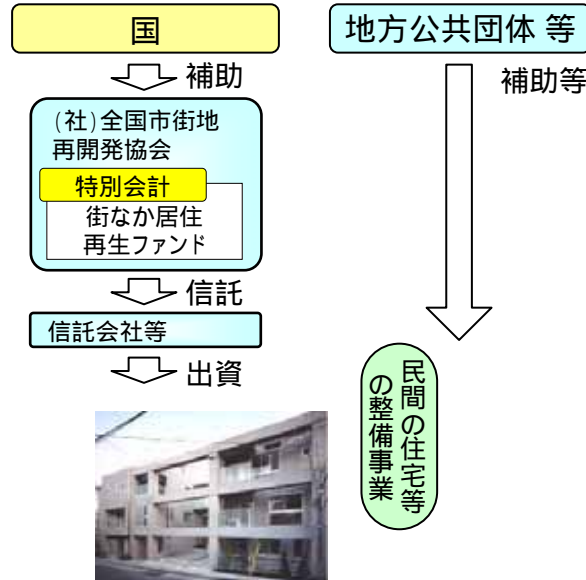 国
補助
(社)全国市街地
再開発協会
特別会計
街なか居住
再生ファンド
信託
信託会社等
出資
地方公共団体 等
補助等
民間の住宅等
の整備事業